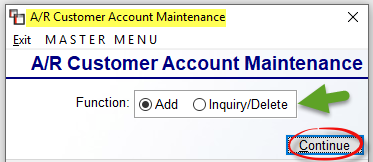 A/R Customer Account Maintenance
Exit MASTER MENU
A/R Customer Account Maintenance
Function: Add Inquiry/Delete
Continue